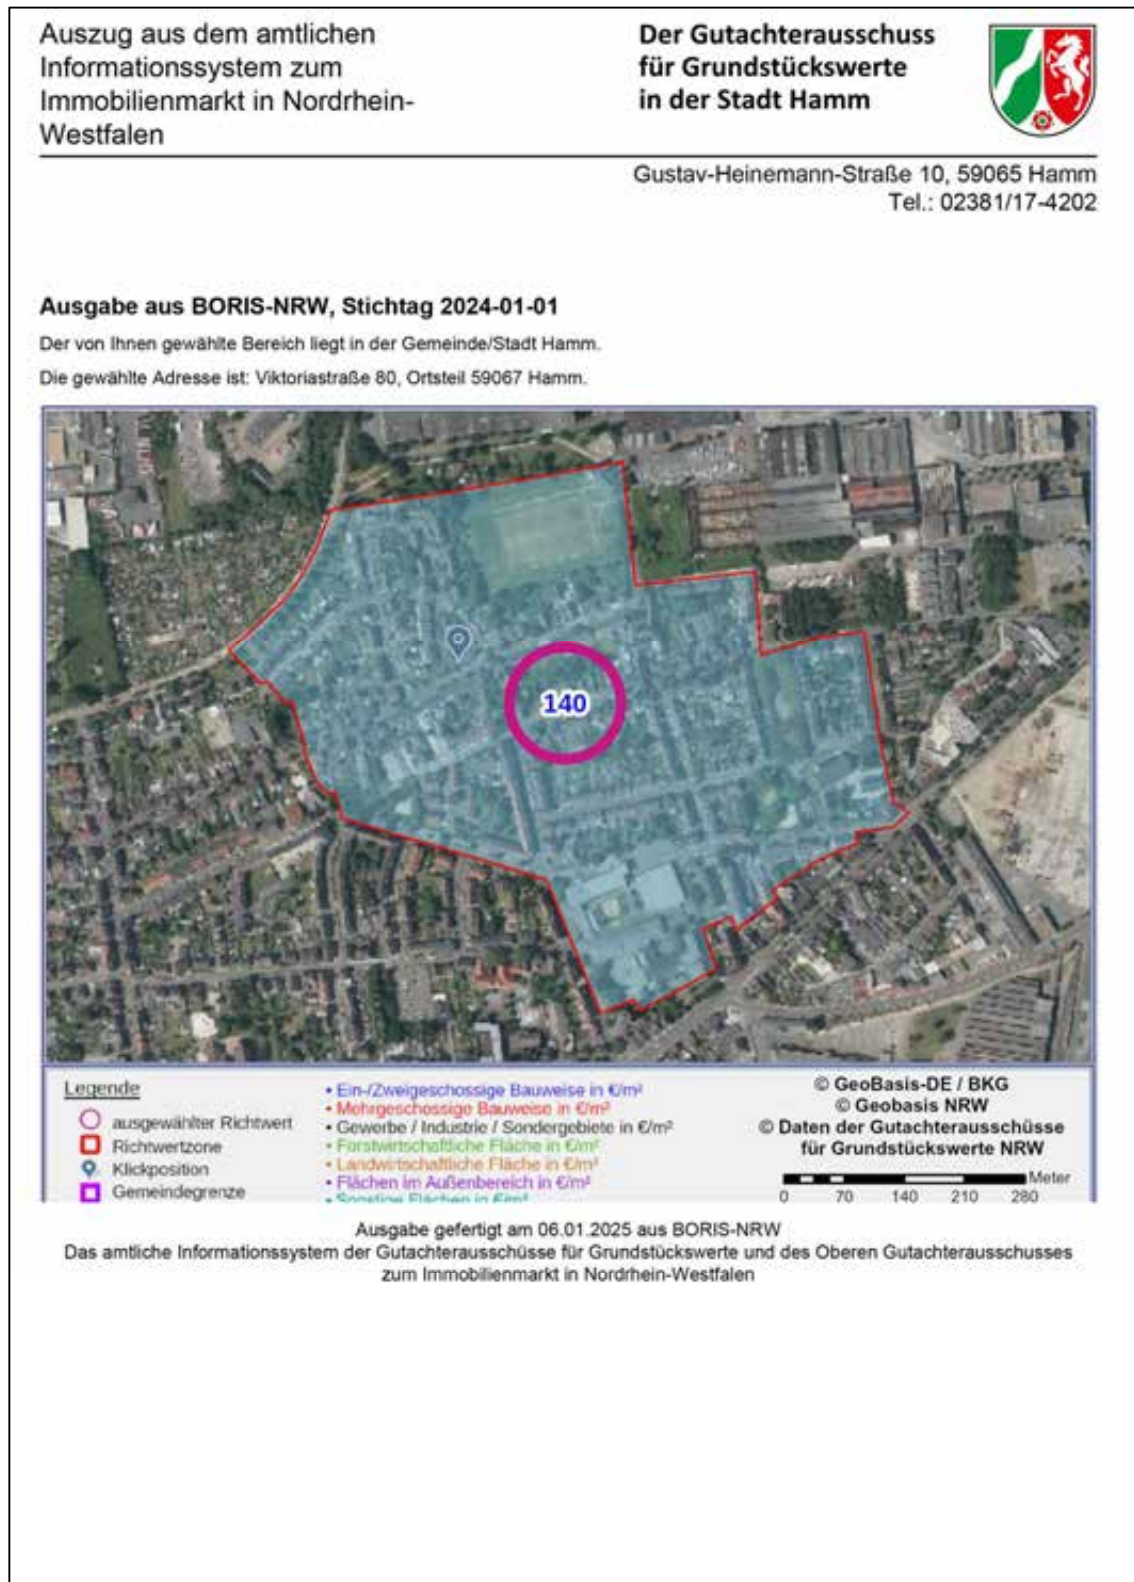 Auszug aus dem amtlichen
Informationssystem zum
Immobilienmarkt in Nordrhein-
Westfalen
Der Gutachterausschuss
für Grundstückswerte
in der Stadt Hamm
Gustav-Heinemann-Straße 10, 59065 Hamm
Tel.: 02381/17-4202
Ausgabe aus BORIS-NRW, Stichtag 2024-01-01
Der von Ihnen gewählte Bereich liegt in der Gemeinde/Stadt Hamm.
Die gewählte Adresse ist: Viktoriastraße 80, Ortsteil 59067 Hamm.
140
Legende
ausgewählter Richtwert
Richtwertzone
Klickposition
Gemeindegrenze
• Ein-/Zweigeschossige Bauweise in €/m²
• Mehrgeschossige Bauweise in €/m²
• Gewerbe / Industrie / Sondergebiete in €/m²
• Forstwirtschaftliche Fläche in €/m²
• Landwirtschaftliche Fläche in €/m²
• Flächen im Außenbereich in €/m²
• Sonstige Flächen in €/m²
© GeoBasis-DE / BKG
© Geobasis NRW
© Daten der Gutachterausschüsse
für Grundstückswerte NRW
Meter
0 70 140 210 280
Ausgabe gefertigt am 06.01.2025 aus BORIS-NRW
Das amtliche Informationssystem der Gutachterausschüsse für Grundstückswerte und des Oberen Gutachterausschusses
zum Immobilienmarkt in Nordrhein-Westfalen